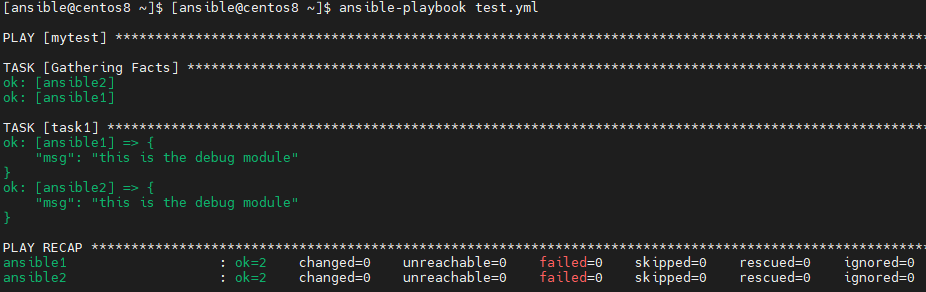 [ansible@centos8 ~]$ [ansible@centos8 ~]$ ansible-playbook test.yml
PLAY [mytest] *****************************************************************************************************
TASK [Gathering Facts] ********************************************************************************************
ok: [ansible2]
ok: [ansible1]
TASK [task1] ******************************************************************************************************
ok: [ansible1] => {
    "msg": "this is the debug module"
}
ok: [ansible2] => {
    "msg": "this is the debug module"
}
PLAY RECAP ********************************************************************************************************
ansible1                   : ok=2    changed=0    unreachable=0    failed=0    skipped=0    rescued=0    ignored=0
ansible2                   : ok=2    changed=0    unreachable=0    failed=0    skipped=0    rescued=0    ignored=0